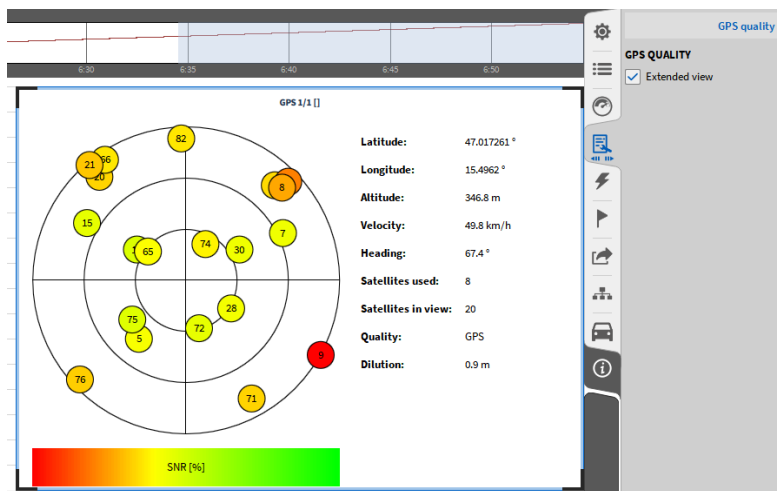 GPS quality
GPS QUALITY
Extended view
6:30 6:35 6:40 6:45 6:50
GPS 1/1 []
82
21 66
20
8
15
7
74
65
30
28
75
72
5
9
76
71
Latitude: 47.017261 °
Longitude: 15.4962 °
Altitude: 346.8 m
Velocity: 49.8 km/h
Heading: 67.4 °
Satellites used: 8
Satellites in view: 20
Quality: GPS
Dilution: 0.9 m
SNR [%]